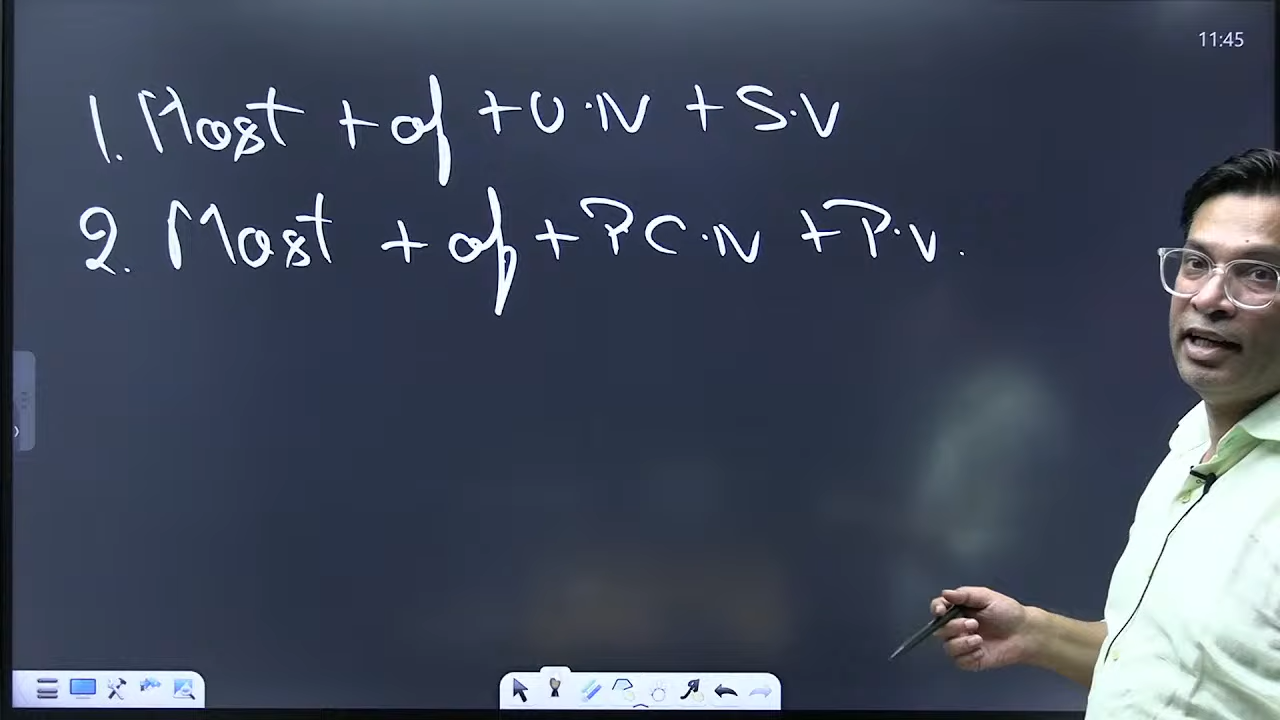 11:45
1. Most + of + U.N + S.V
2. Most + of + P C.N + P.V.